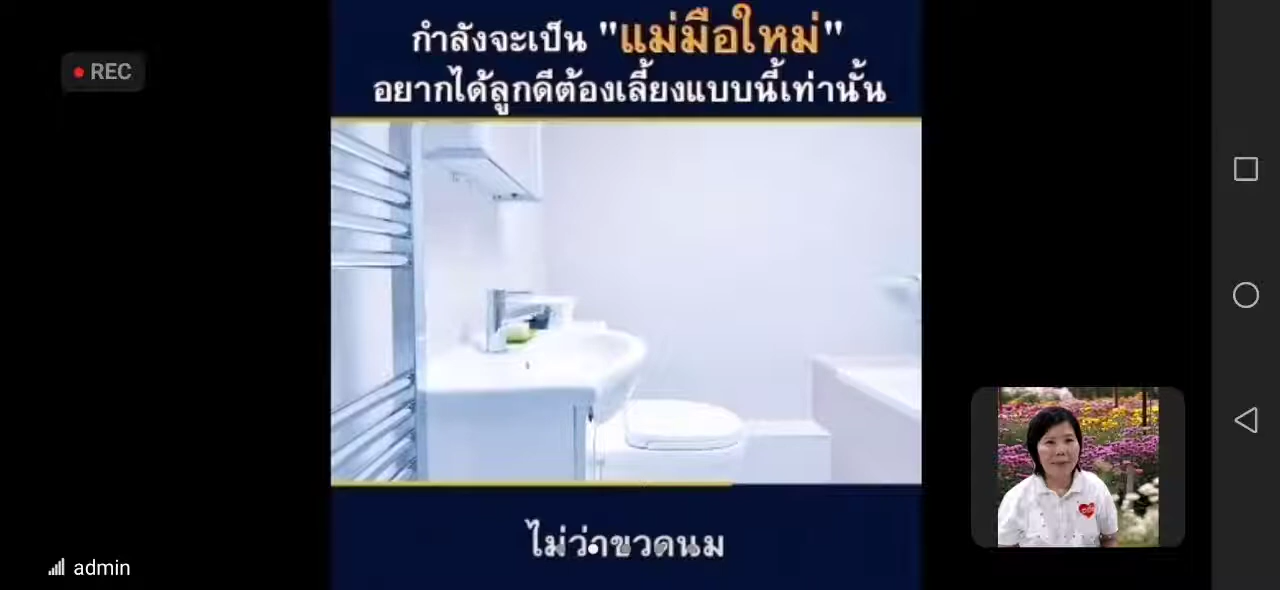 กำลังจะเป็น "แม่มือใหม่"
อยากได้ลูกดีต้องเลี้ยงแบบนี้เท่านั้น
REC
ไม่ว่าขวดนม
admin